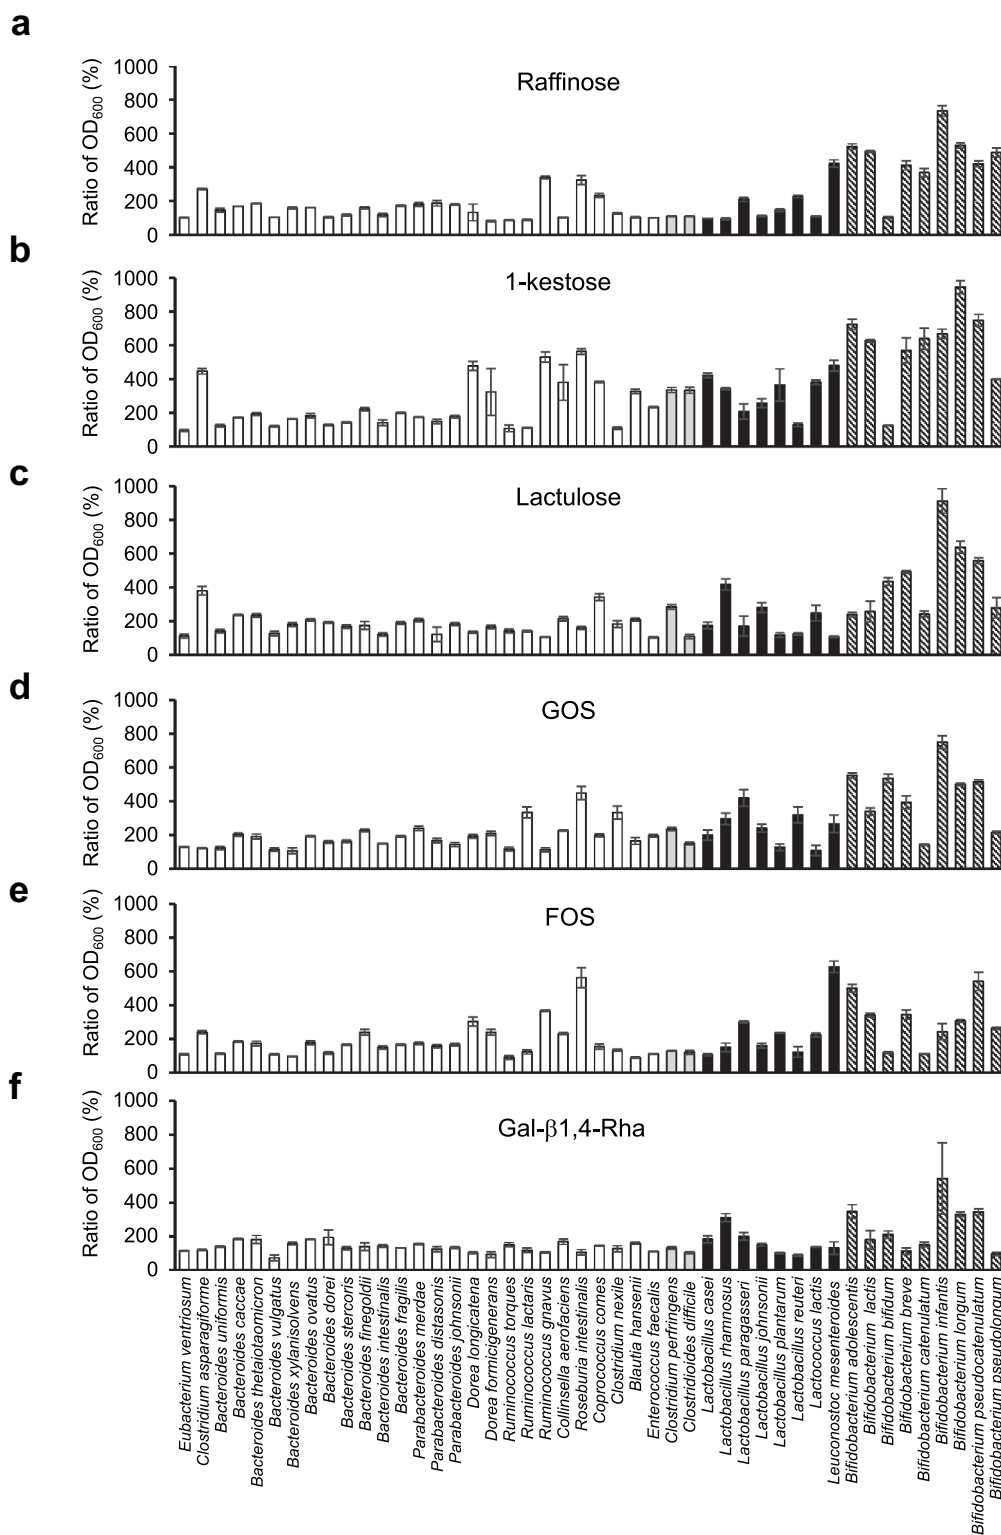 a
Raffinose
Ratio of OD600 (%)
1000
800
600
400
200
0
b
1-kestose
Ratio of OD600 (%)
1000
800
600
400
200
0
c
Lactulose
Ratio of OD600 (%)
1000
800
600
400
200
0
d
GOS
Ratio of OD600 (%)
1000
800
600
400
200
0
e
FOS
Ratio of OD600 (%)
1000
800
600
400
200
0
f
Gal-β1,4-Rha
Ratio of OD600 (%)
1000
800
600
400
200
0
Eubacterium ventriosum
Clostridium asparagiforme
Bacteroides uniformis
Bacteroides caccae
Bacteroides thetaiotaomicron
Bacteroides vulgatus
Bacteroides xylanisolvens
Bacteroides ovatus
Bacteroides dorei
Bacteroides stercoris
Bacteroides finegoldii
Bacteroides intestinalis
Bacteroides fragilis
Parabacteroides merdae
Parabacteroides distasonis
Parabacteroides johnsonii
Dorea longicatena
Dorea formicigenerans
Ruminococcus torques
Ruminococcus lactaris
Ruminococcus gnavus
Collinsella aerofaciens
Roseburia intestinalis
Coprococcus comes
Clostridium nexile
Blautia hansenii
Enterococcus faecalis
Clostridium perfringens
Clostridioides difficile
Lactobacillus casei
Lactobacillus rhamnosus
Lactobacillus paragasseri
Lactobacillus johnsonii
Lactobacillus plantarum
Lactobacillus reuteri
Lactococcus lactis
Leuconostoc mesenteroides
Bifidobacterium adolescentis
Bifidobacterium lactis
Bifidobacterium bifidum
Bifidobacterium breve
Bifidobacterium catenulatum
Bifidobacterium infantis
Bifidobacterium longum
Bifidobacterium pseudocatenulatum
Bifidobacterium pseudolongum